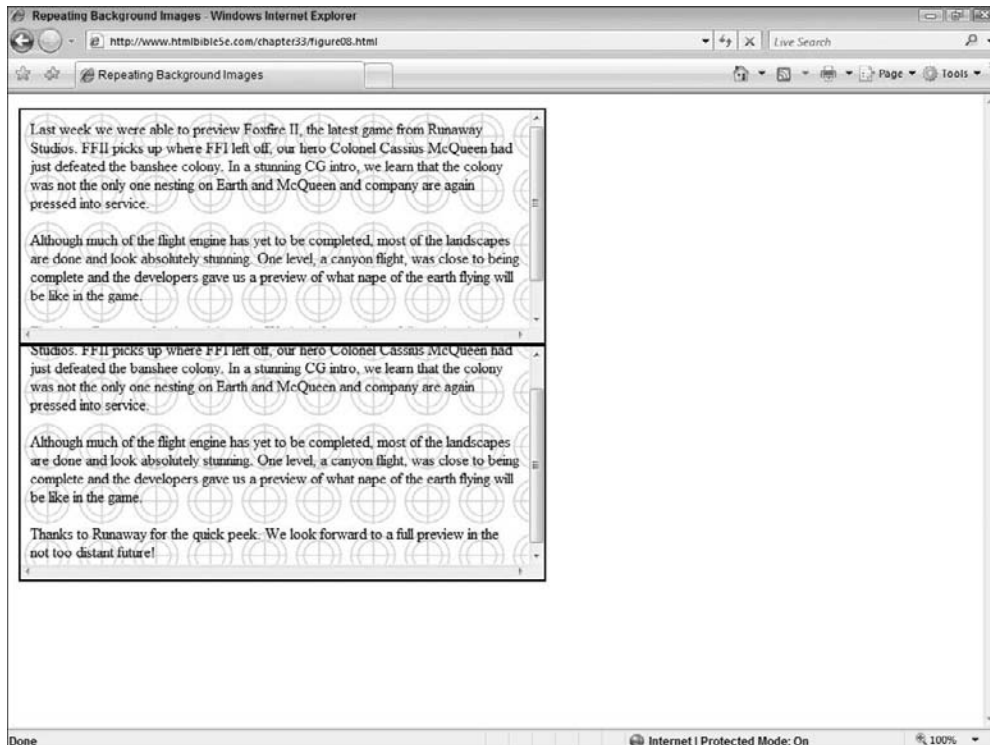 Repeating Background Images - Windows Internet Explorer
http://www.htmlbible5e.com/chapter33/figure08.html
Live Search
Repeating Background Images
Page
Tools
Last week we were able to preview Foxfire II, the latest game from Runaway
Studios. FFII picks up where FFI left off, our hero Colonel Cassius McQueen had
just defeated the banshee colony. In a stunning CG intro, we learn that the colony
was not the only one nesting on Earth and McQueen and company are again
pressed into service.
Although much of the flight engine has yet to be completed, most of the landscapes
are done and look absolutely stunning. One level, a canyon flight, was close to being
complete and the developers gave us a preview of what nape of the earth flying will
be like in the game.
Studios. FFII picks up where FFI left off, our hero Colonel Cassius McQueen had
just defeated the banshee colony. In a stunning CG intro, we learn that the colony
was not the only one nesting on Earth and McQueen and company are again
pressed into service.
Although much of the flight engine has yet to be completed, most of the landscapes
are done and look absolutely stunning. One level, a canyon flight, was close to being
complete and the developers gave us a preview of what nape of the earth flying will
be like in the game.
Thanks to Runaway for the quick peek. We look forward to a full preview in the
not too distant future!
Done
Internet | Protected Mode: On
100%